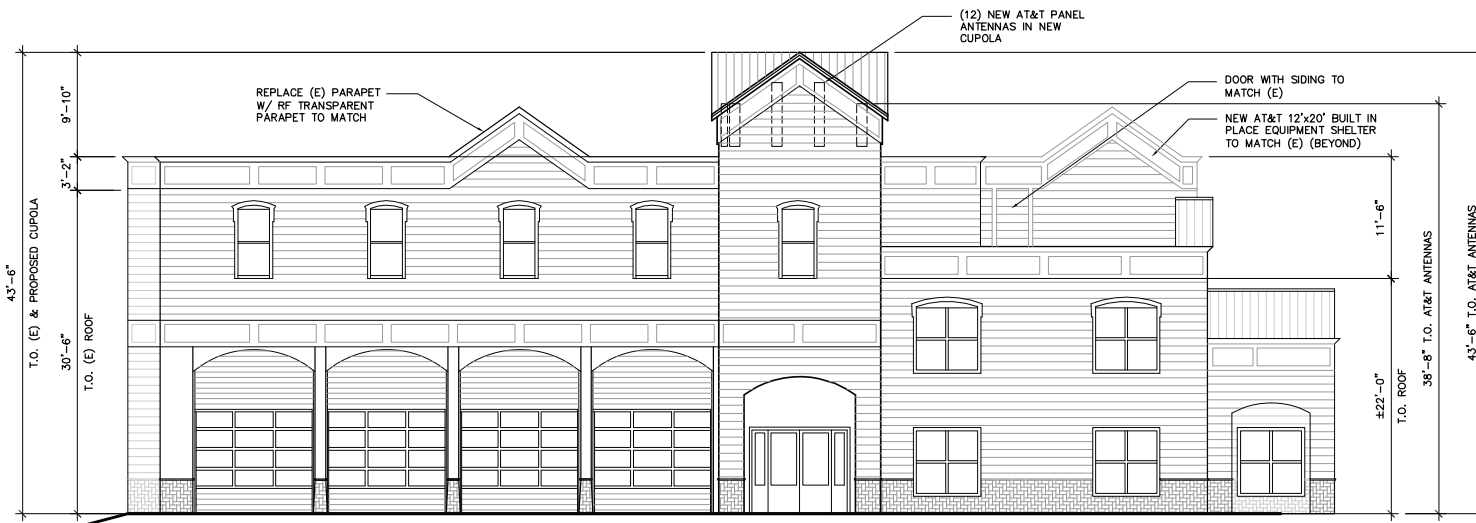 (12) NEW AT&T PANEL
ANTENNAS IN NEW
CUPOLA
REPLACE (E) PARAPET
W/ RF TRANSPARENT
PARAPET TO MATCH
DOOR WITH SIDING TO
MATCH (E)
NEW AT&T 12'x20' BUILT IN
PLACE EQUIPMENT SHELTER
TO MATCH (E) (BEYOND)
43'-6"
T.O. (E) & PROPOSED CUPOLA
9'-10"
3'-2"
30'-6"
T.O. (E) ROOF
11'-6"
±22'-0"
T.O. ROOF
38'-8" T.O. AT&T ANTENNAS
43'-6" T.O. AT&T ANTENNAS